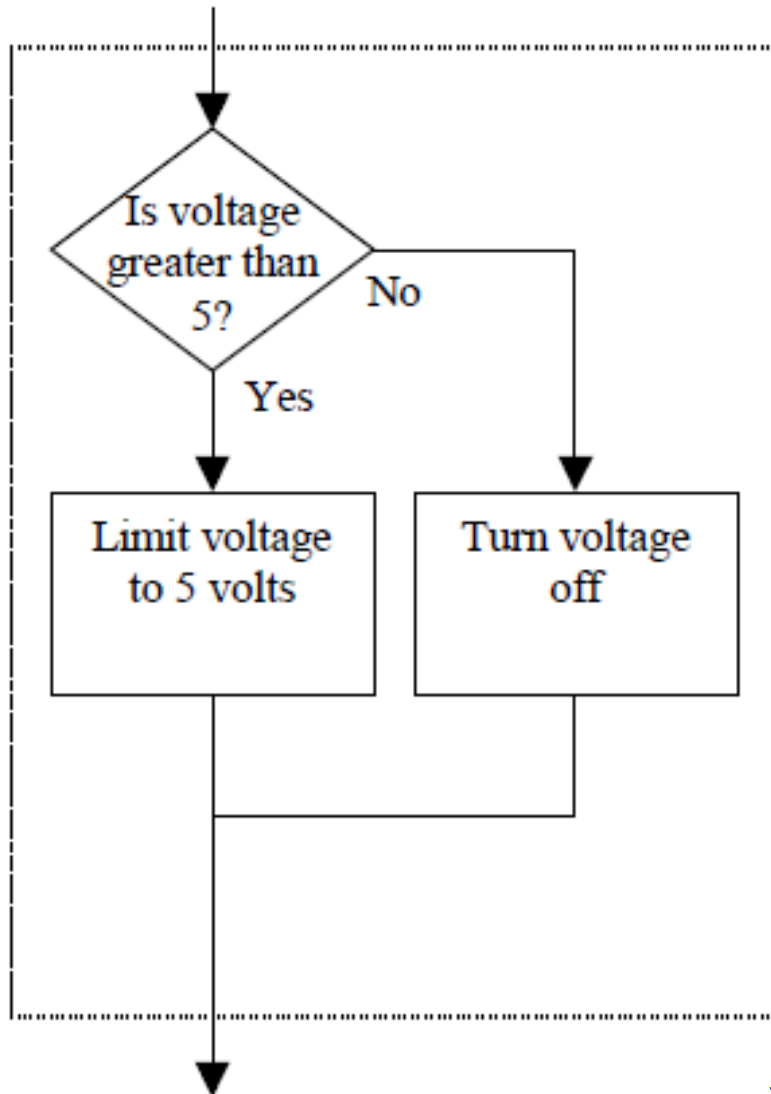 Is voltage
greater than
5?
No
Yes
Limit voltage
to 5 volts
Turn voltage
off